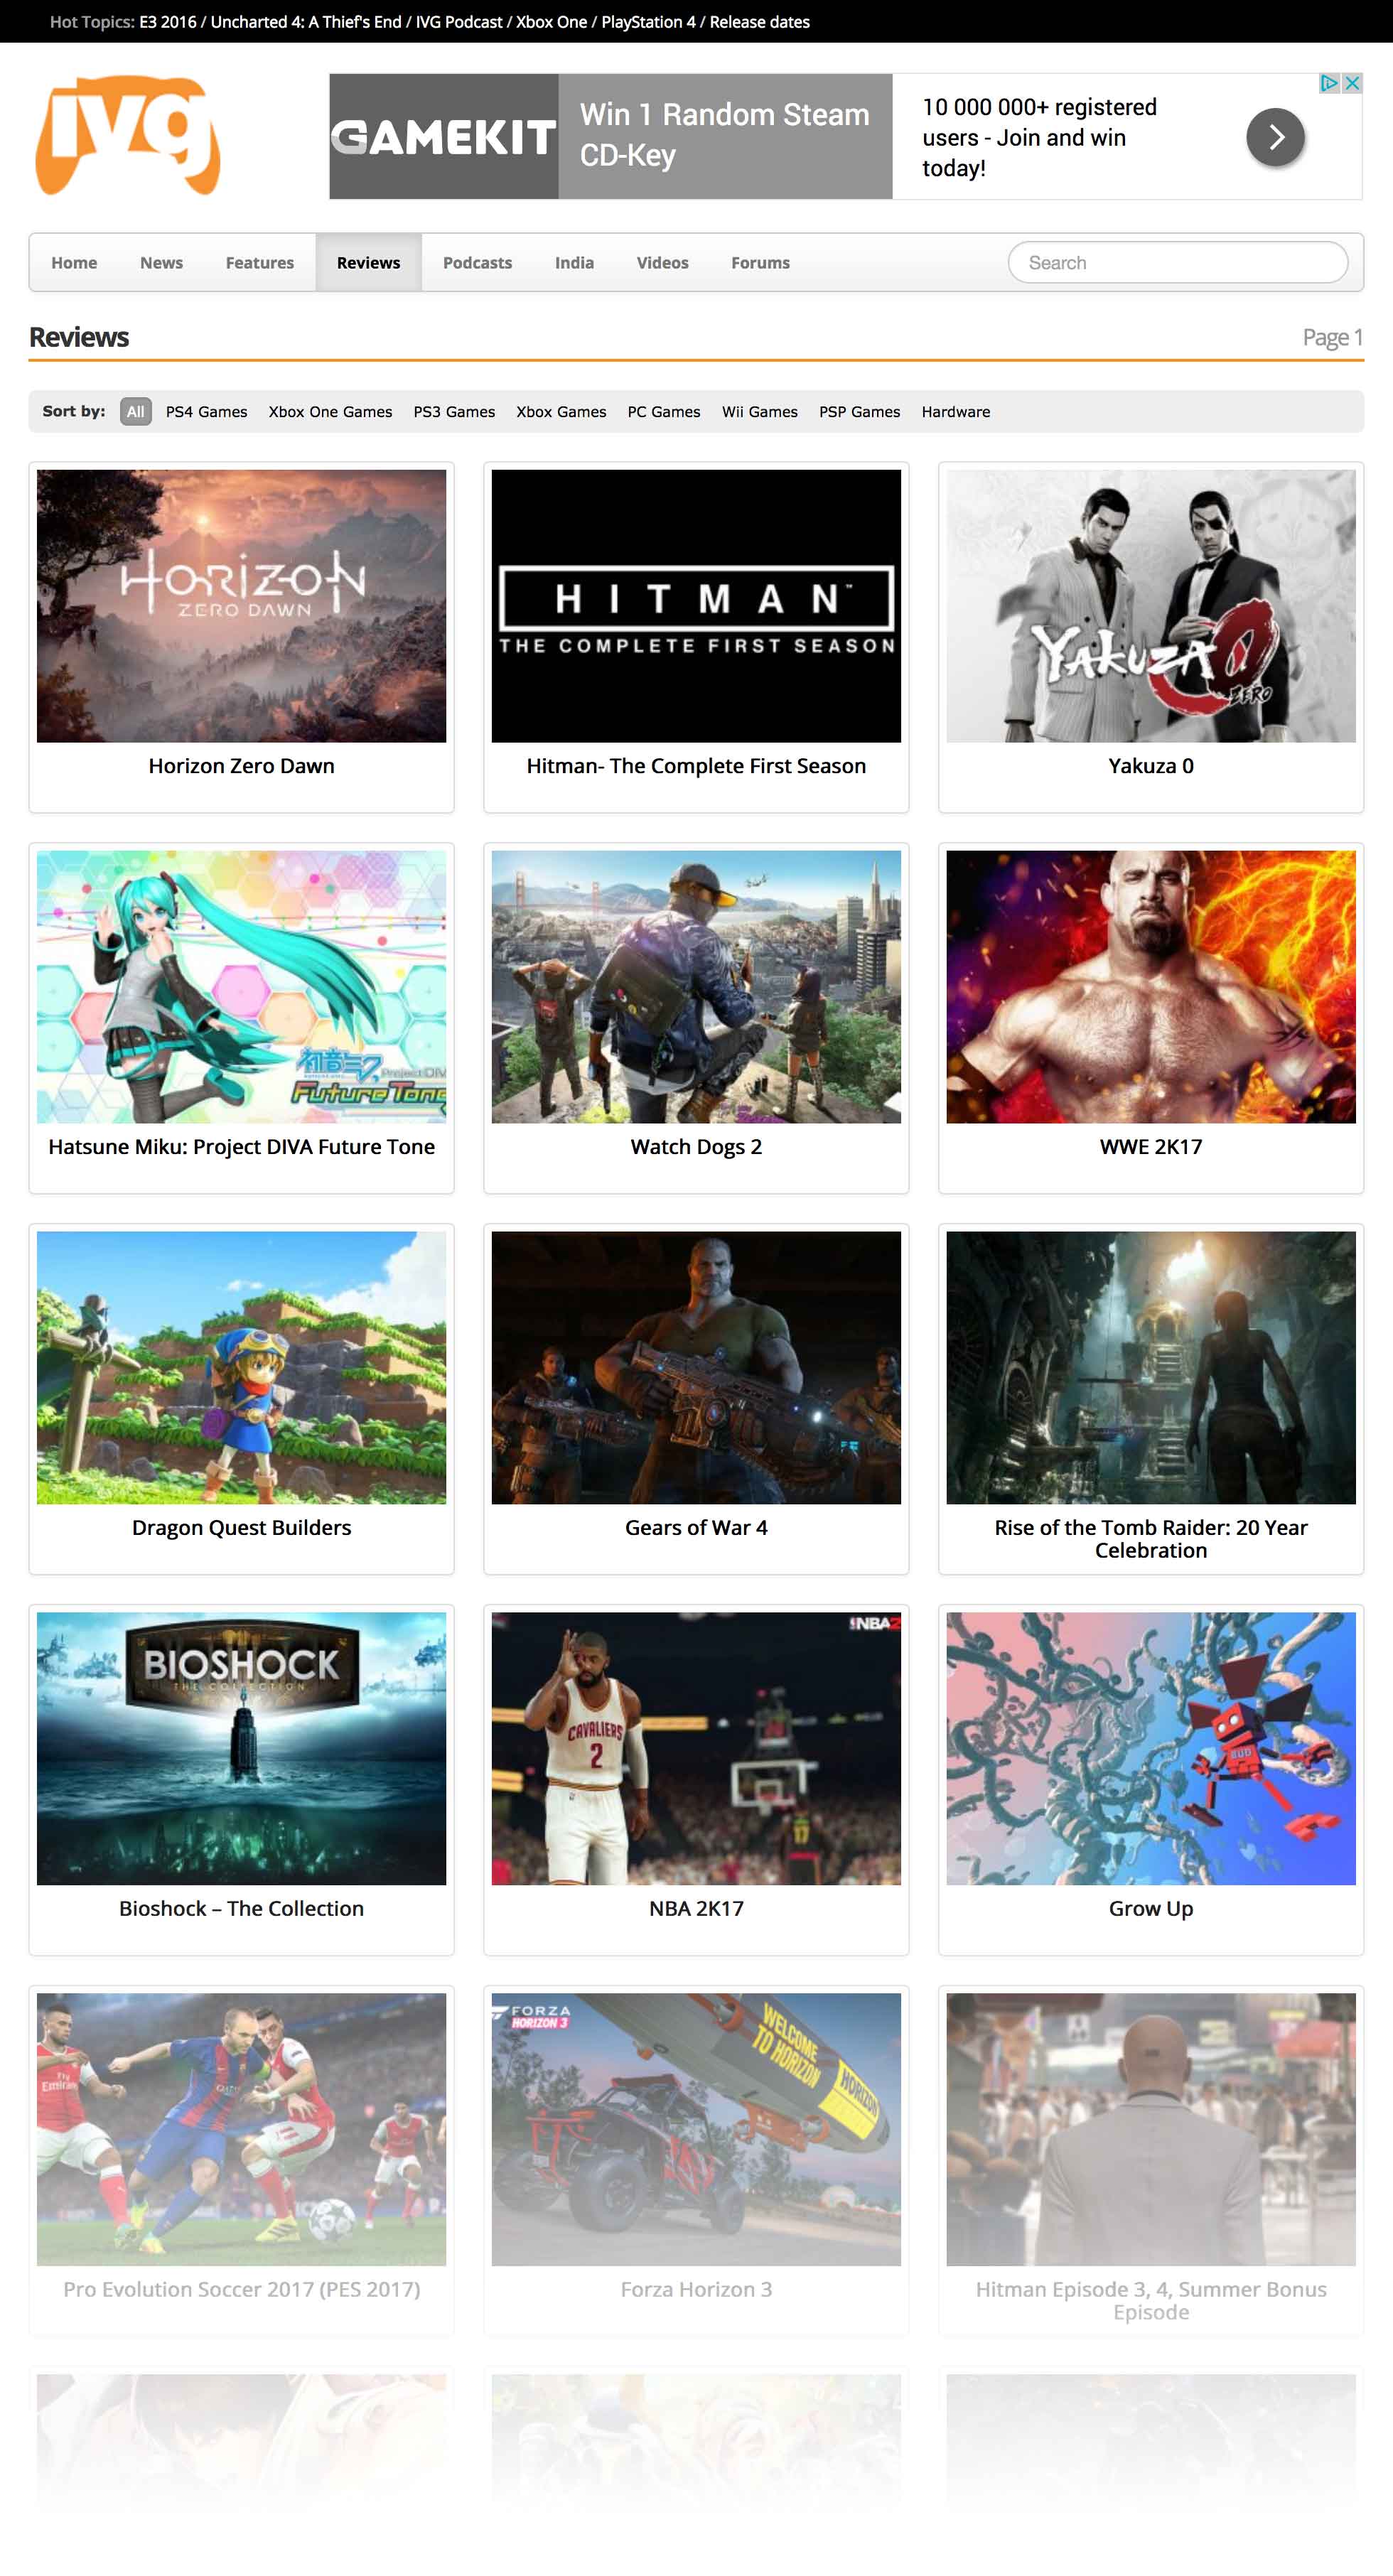 Hot Topics: E3 2016 / Uncharted 4: A Thief's End / IVG Podcast / Xbox One / PlayStation 4 / Release dates
ivg
GAMEKIT
Win 1 Random Steam
CD-Key
10 000 000+ registered
users - Join and win
today!
Home News Features Reviews Podcasts India Videos Forums Search
Reviews Page 1
Sort by: All PS4 Games Xbox One Games PS3 Games Xbox Games PC Games Wii Games PSP Games Hardware
HORIZON
ZERO DAWN
HITMAN™
THE COMPLETE FIRST SEASON
YAKUZA 0
ZERO
Horizon Zero Dawn
Hitman- The Complete First Season
Yakuza 0
初音ミク
Project DIV
Future Tone
Hatsune Miku: Project DIVA Future Tone
Watch Dogs 2
WWE 2K17
Dragon Quest Builders
Gears of War 4
Rise of the Tomb Raider: 20 Year
Celebration
BIOSHOCK
THE COLLECTION
NBA2
CAVALIERS
2
17
BUD
Bioshock – The Collection
NBA 2K17
Grow Up
Fly
Emirates
FORZA
HORIZON 3
WELCOME
TO HORIZON
HORIZON
Pro Evolution Soccer 2017 (PES 2017)
Forza Horizon 3
Hitman Episode 3, 4, Summer Bonus
Episode